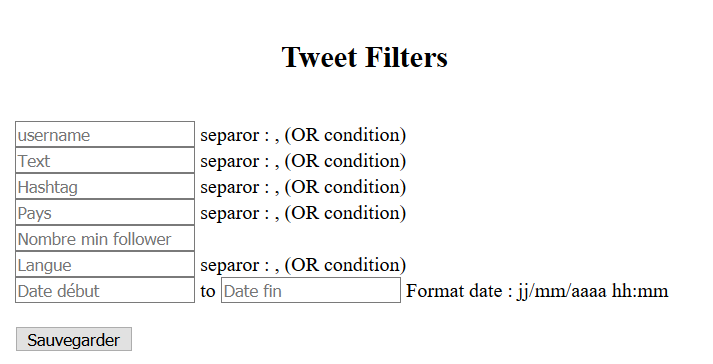 Tweet Filters
username separor : , (OR condition)
Text separor : , (OR condition)
Hashtag separor : , (OR condition)
Pays separor : , (OR condition)
Nombre min follower
Langue separor : , (OR condition)
Date début to Date fin Format date : jj/mm/aaaa hh:mm
Sauvegarder